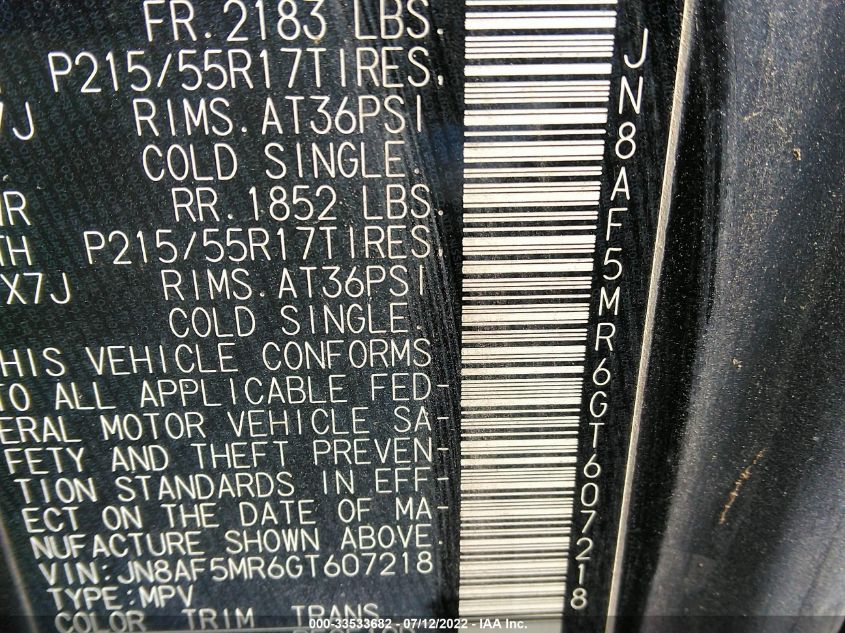 FR.2183 LBS.
P215/55R17TIRES,
7J RIMS.AT36PSI
COLD SINGLE.
RR.1852 LBS.
P215/55R17TIRES,
X7J RIMS.AT36PSI
COLD SINGLE.
HIS VEHICLE CONFORMS
TO ALL APPLICABLE FED-
ERAL MOTOR VEHICLE SA-
FETY AND THEFT PREVEN-
TION STANDARDS IN EFF-
ECT ON THE DATE OF MA-
NUFACTURE SHOWN ABOVE.
VIN:JN8AF5MR6GT607218
TYPE:MPV
COLOR TRIM TRANS
JN8AF5MR6GT607218
000-33533682 - 07/12/2022 - IAA Inc.